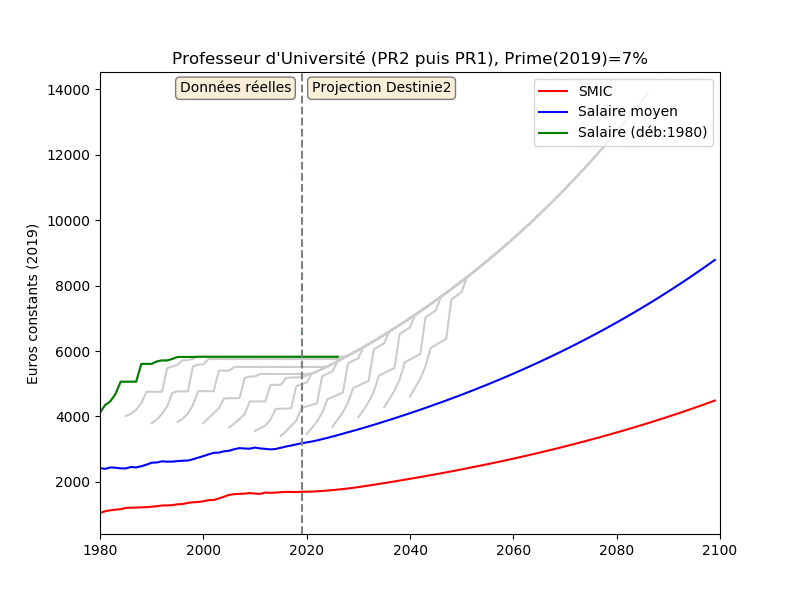 Professeur d'Université (PR2 puis PR1), Prime(2019)=7%
Données réelles
Projection Destinie2
SMIC
Salaire moyen
Salaire (déb:1980)
Euros constants (2019)
14000
12000
10000
8000
6000
4000
2000
1980
2000
2020
2040
2060
2080
2100